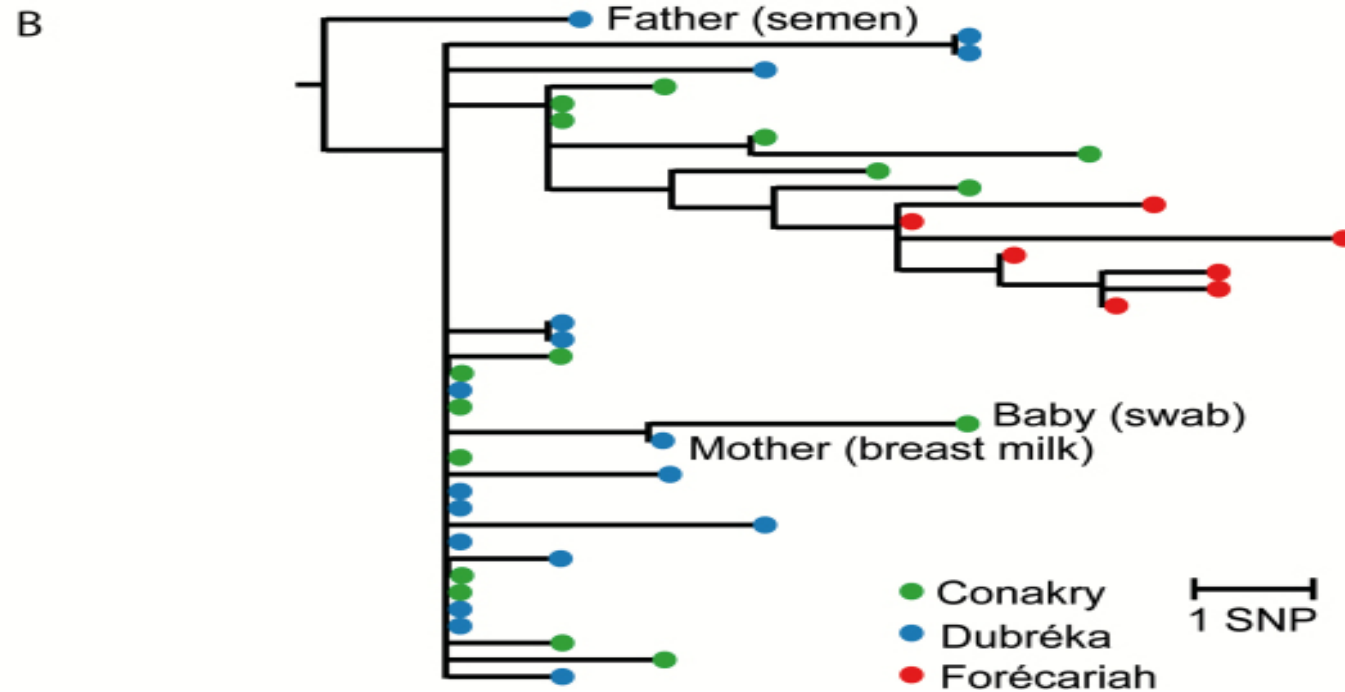 B
Father (semen)
Baby (swab)
Mother (breast milk)
Conakry
Dubréka
Forécariah
1 SNP